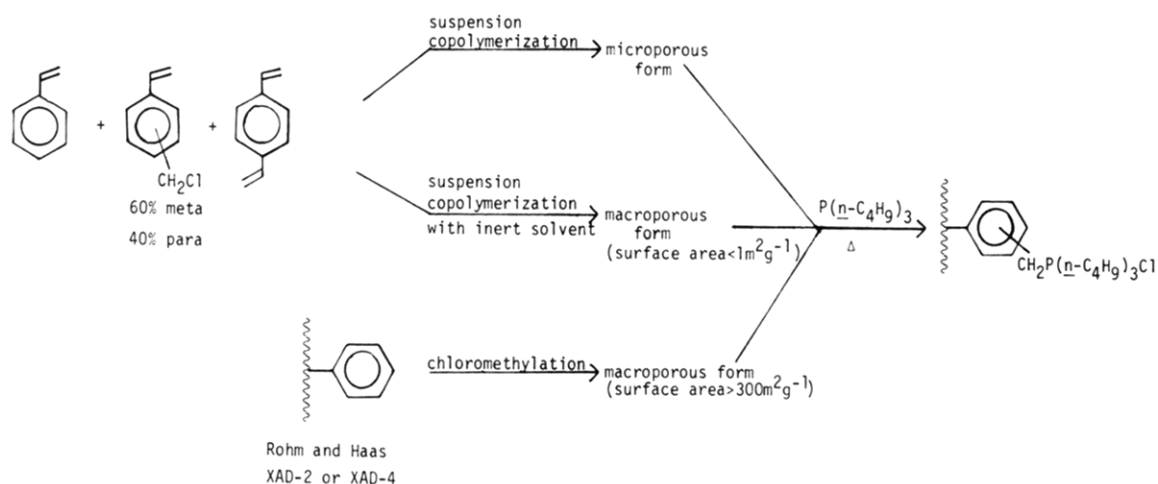 suspension
copolymerization
microporous
form
+
+
CH₂Cl
60% meta
40% para
suspension
copolymerization
with inert solvent
macroporous
form
(surface area<1m²g⁻¹)
P(n-C₄H₉)₃
Δ
CH₂P(n-C₄H₉)₃Cl
chloromethylation
macroporous form
(surface area>300m²g⁻¹)
Rohm and Haas
XAD-2 or XAD-4